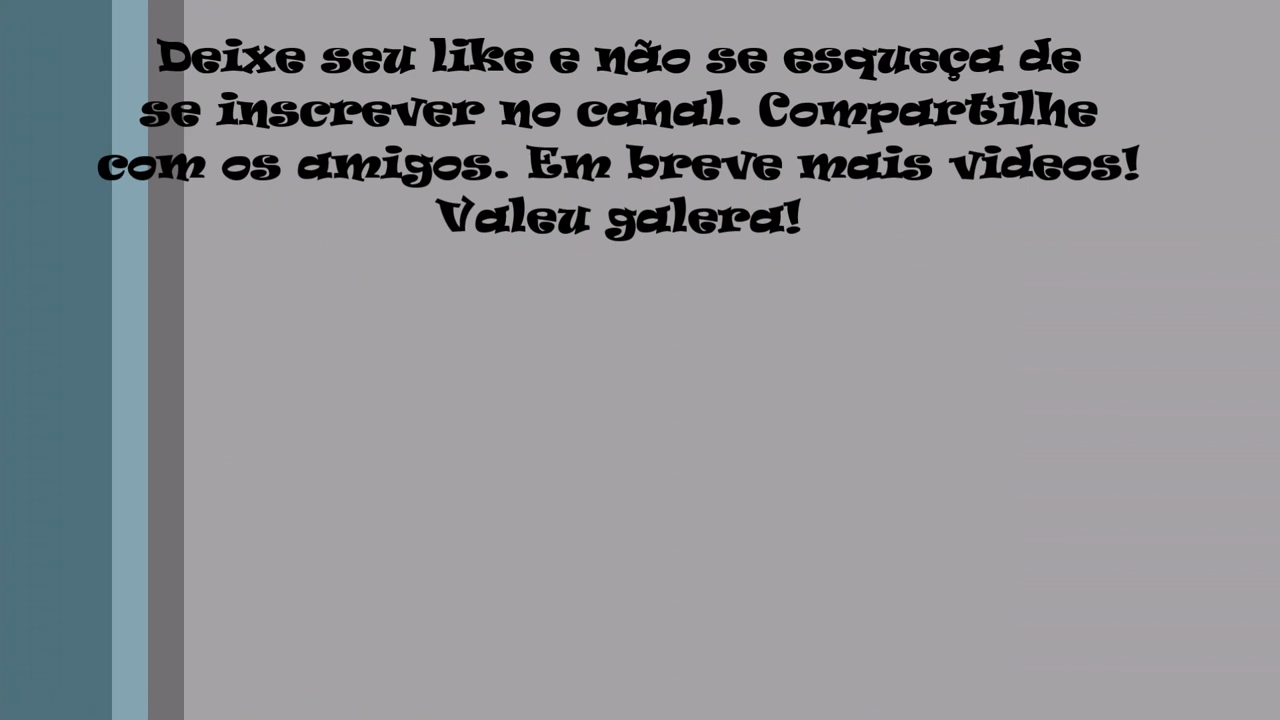 Deixe seu like e não se esqueça de
se inscrever no canal. Compartilhe
com os amigos. Em breve mais videos!
Valeu galera!